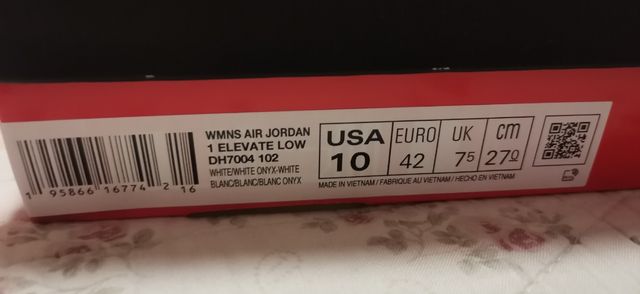 WMNS AIR JORDAN
1 ELEVATE LOW
DH7004 102
WHITE/WHITE ONYX-WHITE
BLANC/BLANC/BLANC ONYX
1 95866 16774 2 16
USA EURO UK cm
10 42 75 27.0
MADE IN VIETNAM / FABRIQUE AU VIETNAM / HECHO EN VIETNAM